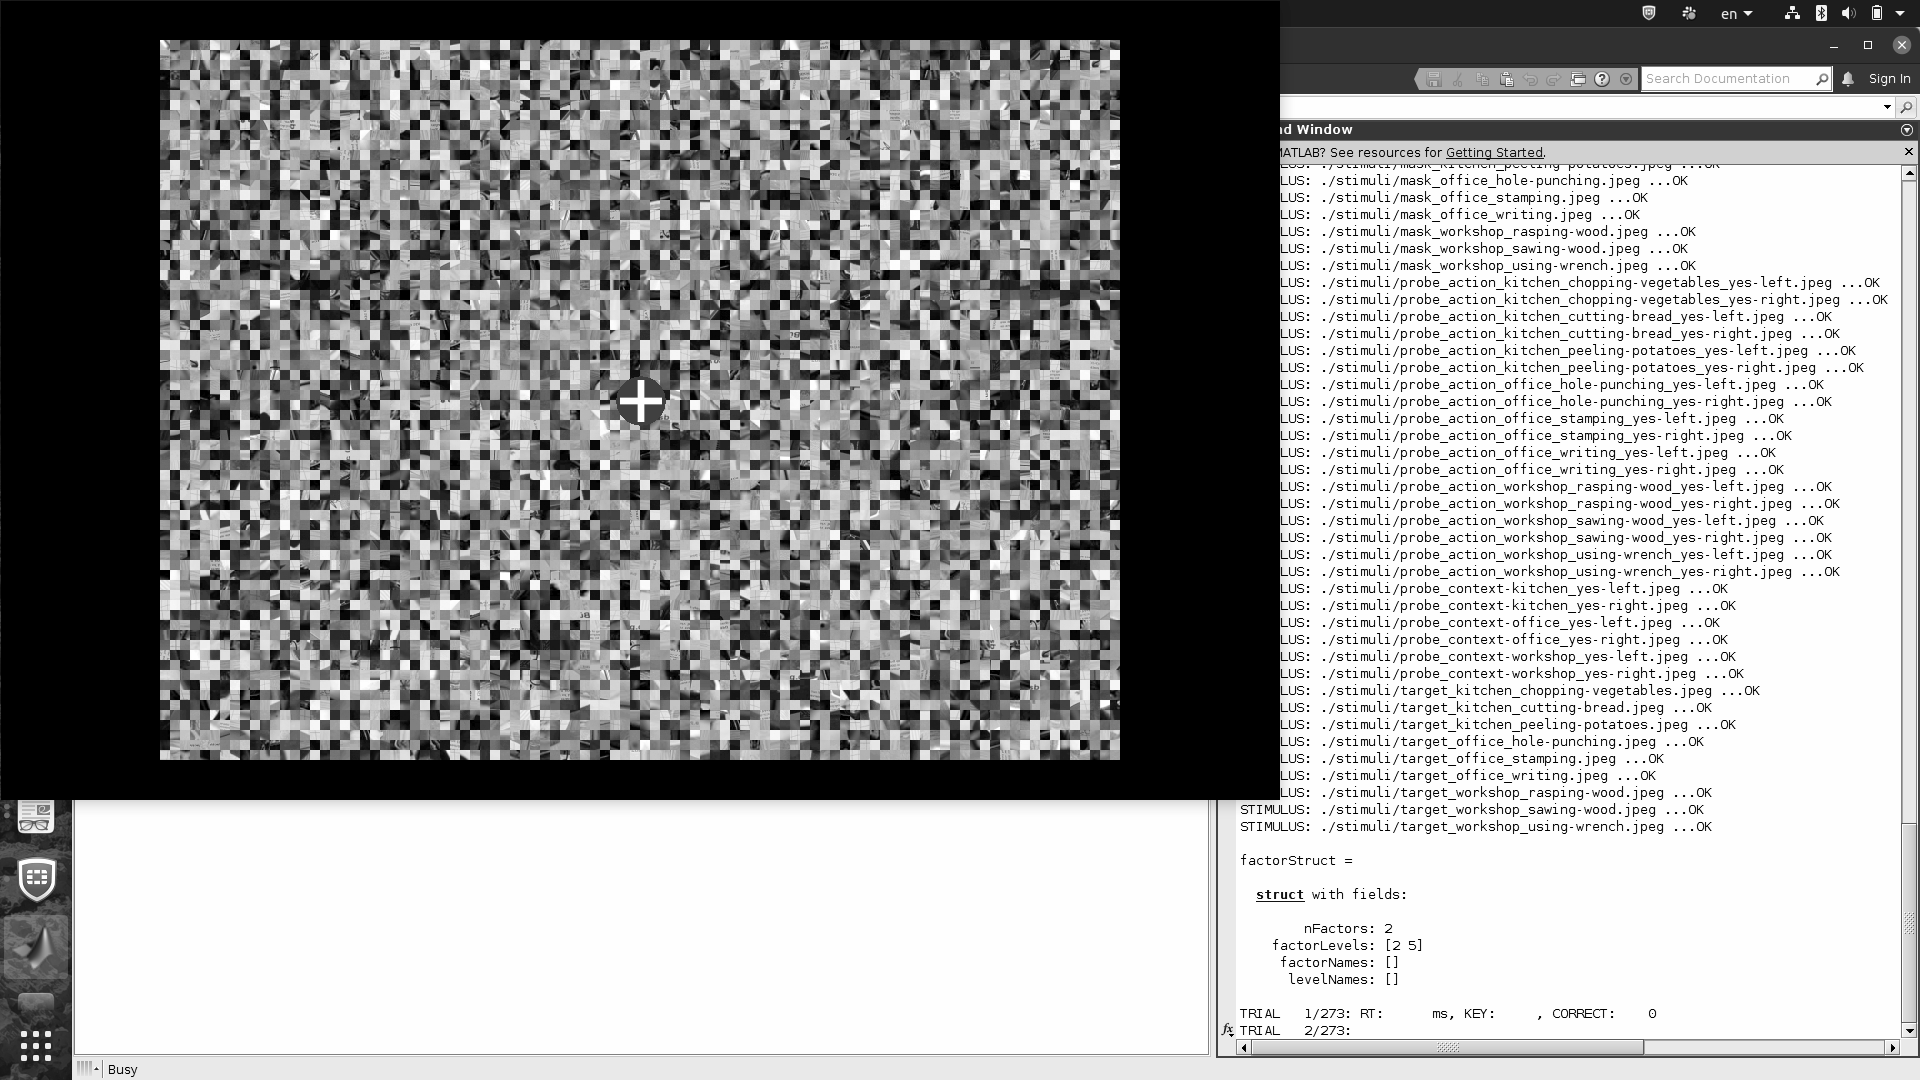 en
Search Documentation
Sign In
nd Window
MATLAB? See resources for Getting Started.
LUS: ./stimuli/mask_kitchen_peeling-potatoes.jpeg ...OK
LUS: ./stimuli/mask_office_hole-punching.jpeg ...OK
LUS: ./stimuli/mask_office_stamping.jpeg ...OK
LUS: ./stimuli/mask_office_writing.jpeg ...OK
LUS: ./stimuli/mask_workshop_rasping-wood.jpeg ...OK
LUS: ./stimuli/mask_workshop_sawing-wood.jpeg ...OK
LUS: ./stimuli/mask_workshop_using-wrench.jpeg ...OK
LUS: ./stimuli/probe_action_kitchen_chopping-vegetables_yes-left.jpeg ...OK
LUS: ./stimuli/probe_action_kitchen_chopping-vegetables_yes-right.jpeg ...OK
LUS: ./stimuli/probe_action_kitchen_cutting-bread_yes-left.jpeg ...OK
LUS: ./stimuli/probe_action_kitchen_cutting-bread_yes-right.jpeg ...OK
LUS: ./stimuli/probe_action_kitchen_peeling-potatoes_yes-left.jpeg ...OK
LUS: ./stimuli/probe_action_kitchen_peeling-potatoes_yes-right.jpeg ...OK
LUS: ./stimuli/probe_action_office_hole-punching_yes-left.jpeg ...OK
LUS: ./stimuli/probe_action_office_hole-punching_yes-right.jpeg ...OK
LUS: ./stimuli/probe_action_office_stamping_yes-left.jpeg ...OK
LUS: ./stimuli/probe_action_office_stamping_yes-right.jpeg ...OK
LUS: ./stimuli/probe_action_office_writing_yes-left.jpeg ...OK
LUS: ./stimuli/probe_action_office_writing_yes-right.jpeg ...OK
LUS: ./stimuli/probe_action_workshop_rasping-wood_yes-left.jpeg ...OK
LUS: ./stimuli/probe_action_workshop_rasping-wood_yes-right.jpeg ...OK
LUS: ./stimuli/probe_action_workshop_sawing-wood_yes-left.jpeg ...OK
LUS: ./stimuli/probe_action_workshop_sawing-wood_yes-right.jpeg ...OK
LUS: ./stimuli/probe_action_workshop_using-wrench_yes-left.jpeg ...OK
LUS: ./stimuli/probe_action_workshop_using-wrench_yes-right.jpeg ...OK
LUS: ./stimuli/probe_context-kitchen_yes-left.jpeg ...OK
LUS: ./stimuli/probe_context-kitchen_yes-right.jpeg ...OK
LUS: ./stimuli/probe_context-office_yes-left.jpeg ...OK
LUS: ./stimuli/probe_context-office_yes-right.jpeg ...OK
LUS: ./stimuli/probe_context-workshop_yes-left.jpeg ...OK
LUS: ./stimuli/probe_context-workshop_yes-right.jpeg ...OK
LUS: ./stimuli/target_kitchen_chopping-vegetables.jpeg ...OK
LUS: ./stimuli/target_kitchen_cutting-bread.jpeg ...OK
LUS: ./stimuli/target_kitchen_peeling-potatoes.jpeg ...OK
LUS: ./stimuli/target_office_hole-punching.jpeg ...OK
LUS: ./stimuli/target_office_stamping.jpeg ...OK
LUS: ./stimuli/target_office_writing.jpeg ...OK
LUS: ./stimuli/target_workshop_rasping-wood.jpeg ...OK
STIMULUS: ./stimuli/target_workshop_sawing-wood.jpeg ...OK
STIMULUS: ./stimuli/target_workshop_using-wrench.jpeg ...OK
factorStruct =
struct with fields:
nFactors: 2
factorLevels: [2 5]
factorNames: []
levelNames: []
TRIAL 1/273: RT: ms, KEY: , CORRECT: 0
fx
TRIAL 2/273:
Busy